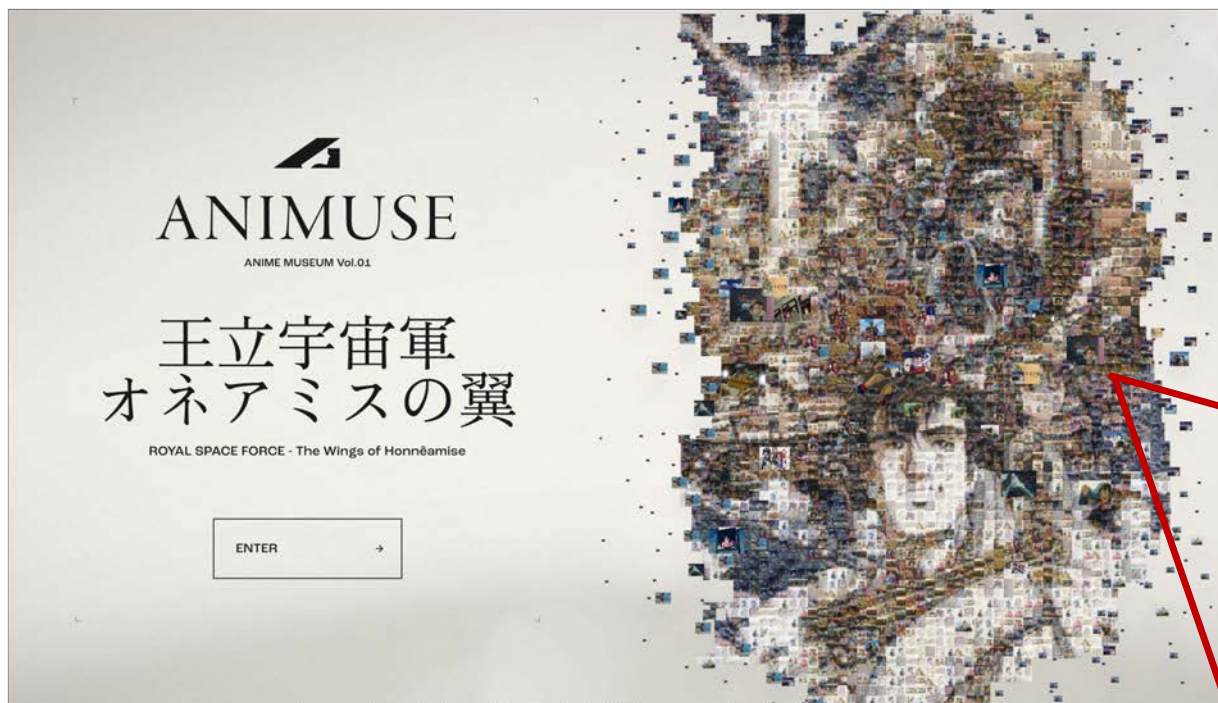 ANIMUSE
ANIME MUSEUM Vol.01
王立宇宙軍
オネアミスの翼
ROYAL SPACE FORCE - The Wings of Honnêamise
ENTER →